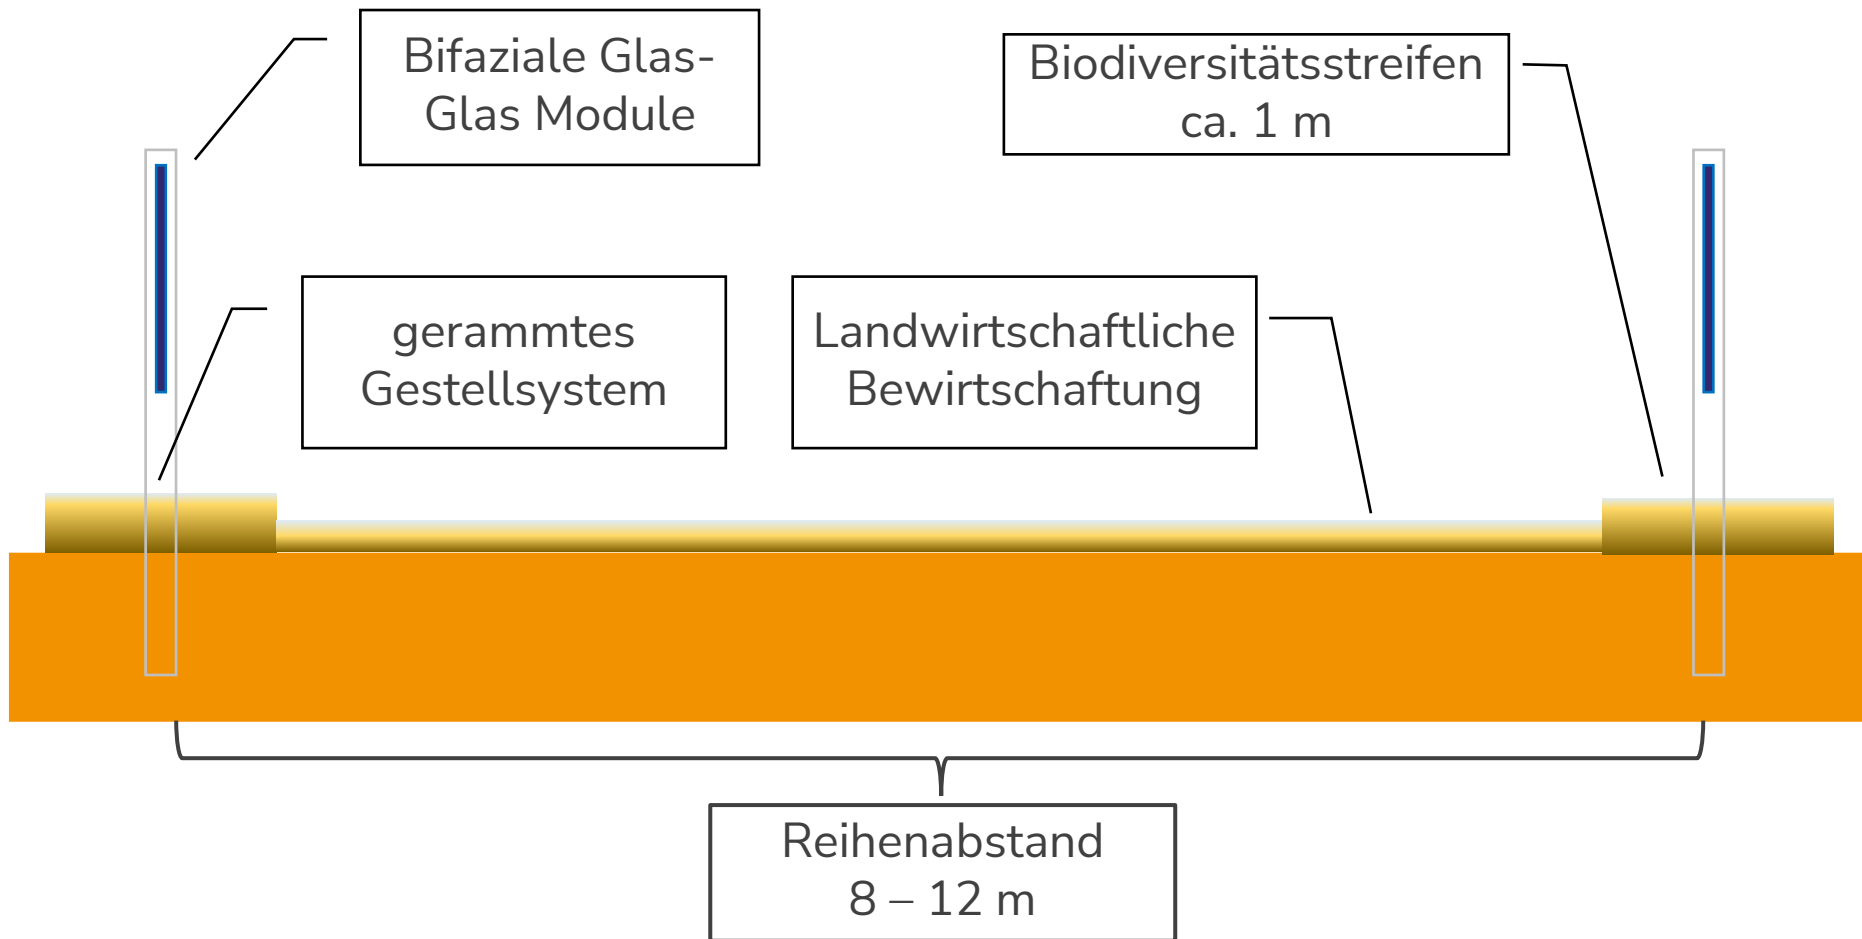 Bifaziale Glas-
Glas Module
Biodiversitätsstreifen
ca. 1 m
gerammtes
Gestellsystem
Landwirtschaftliche
Bewirtschaftung
Reihenabstand
8 – 12 m